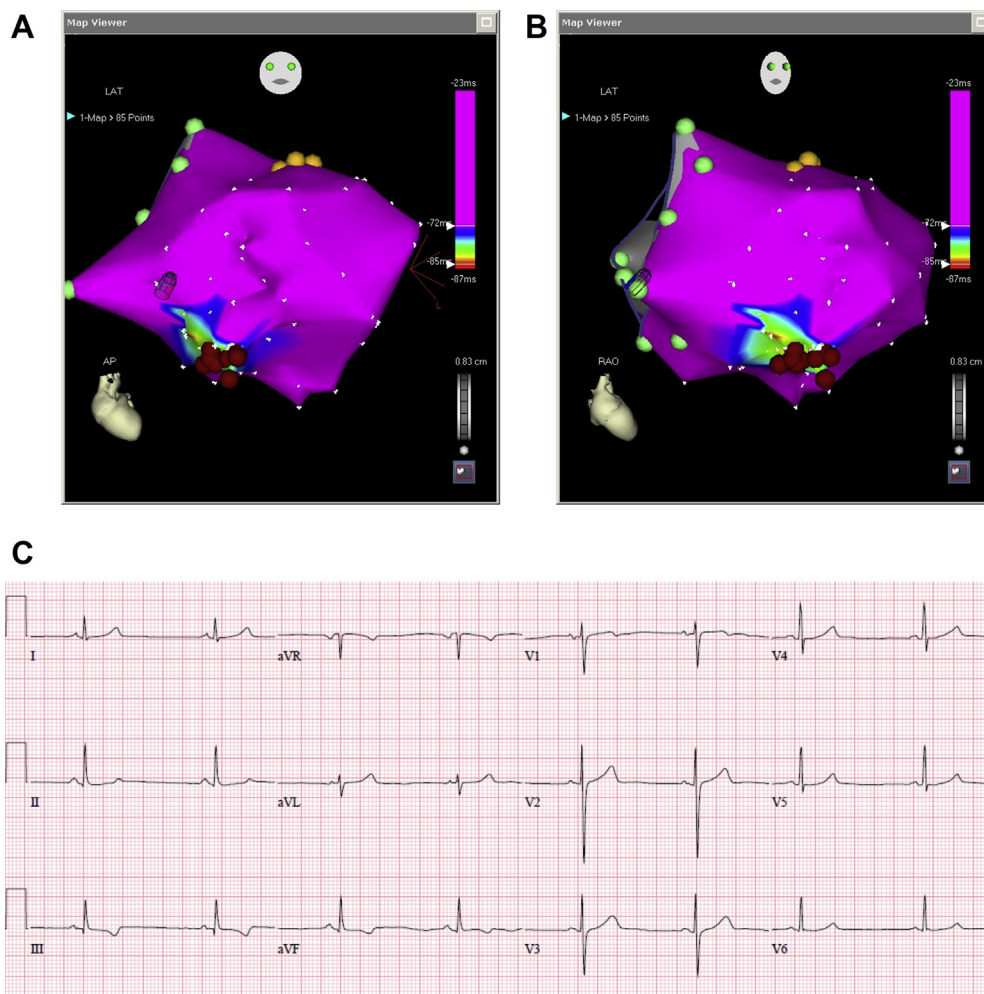 A
Map Viewer
LAT
1-Map > 85 Points
-23ms
-72ms
-85ms
-87ms
0.83 cm
AP
L
B
Map Viewer
LAT
1-Map > 85 Points
-23ms
-72ms
-85ms
-87ms
0.83 cm
RAO
C
I
aVR
V1
V4
II
aVL
V2
V5
III
aVF
V3
V6